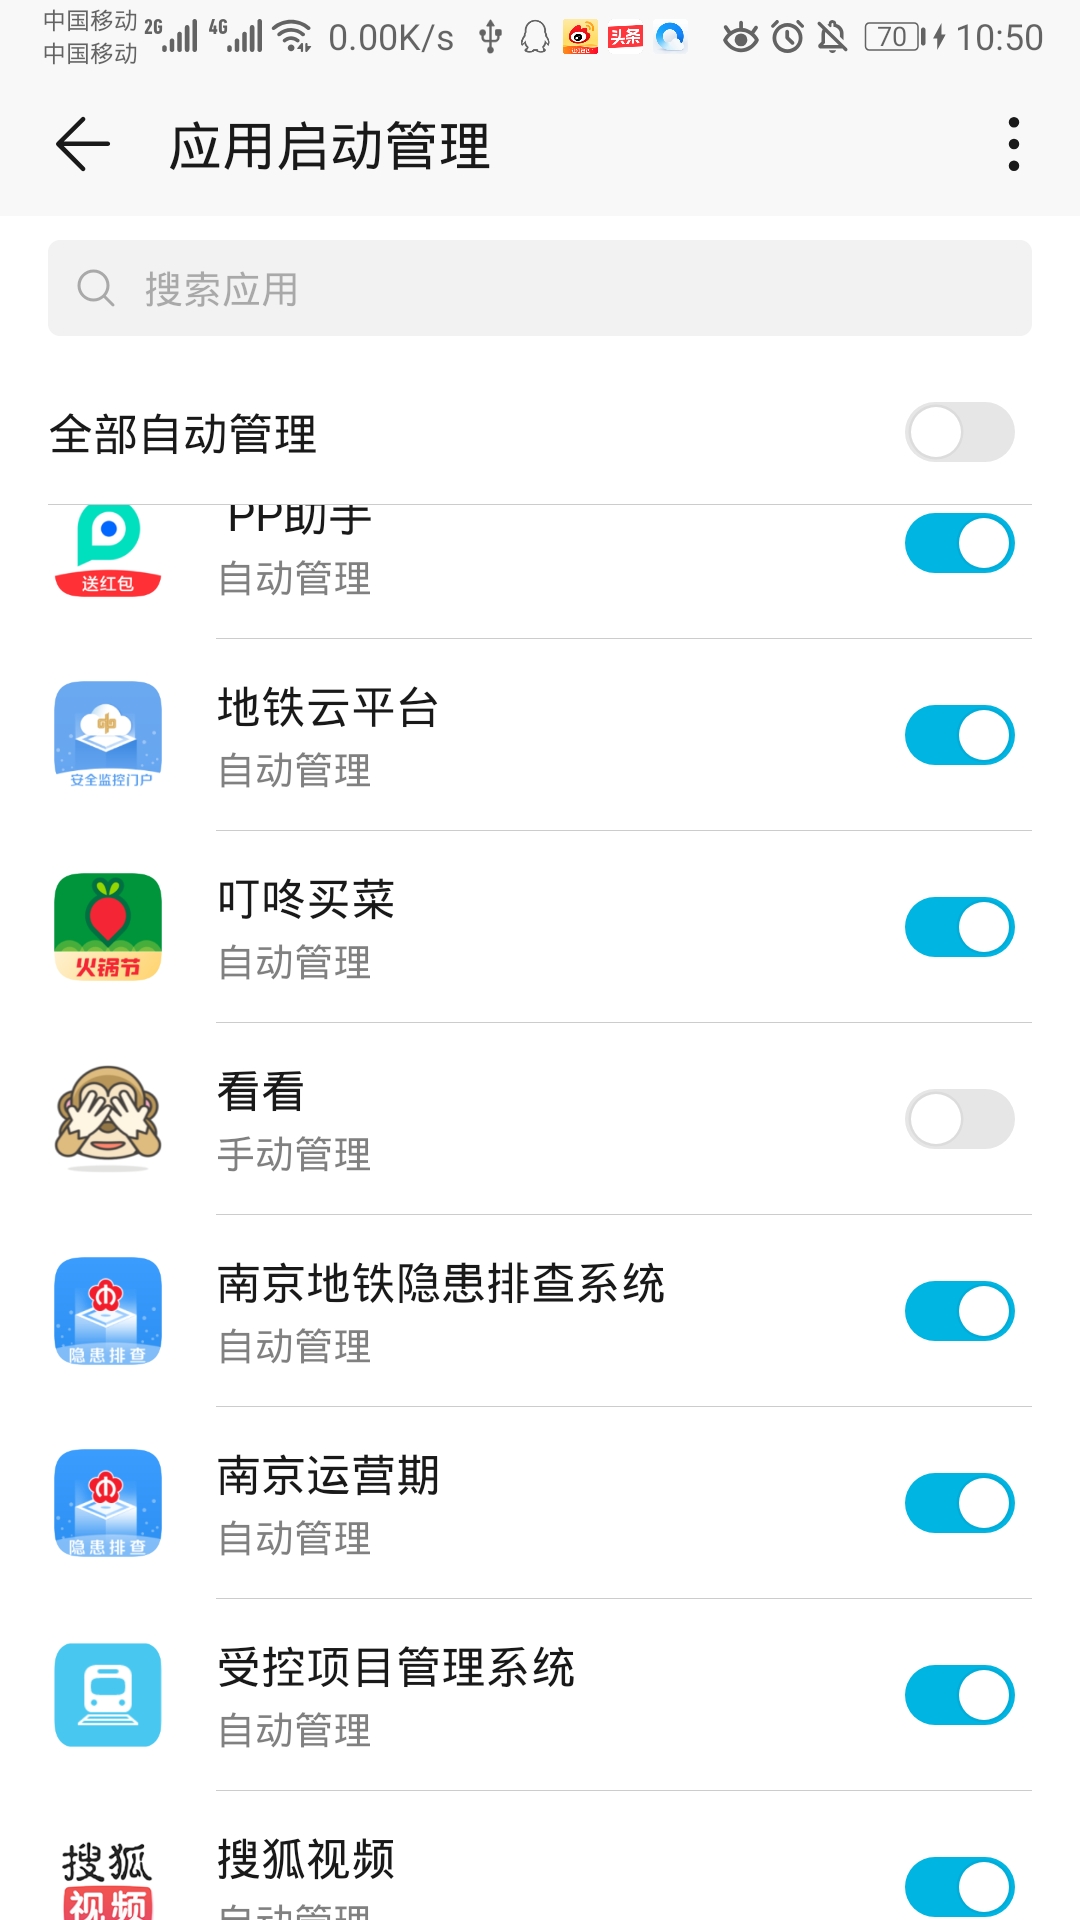 中国移动 2G 4G 0.00K/s 头条 70 10:50
中国移动
应用启动管理
搜索应用
全部自动管理
PP助手
自动管理
送红包
地铁云平台
自动管理
安全监控门户
叮咚买菜
自动管理
火锅节
看看
手动管理
南京地铁隐患排查系统
自动管理
隐患排查
南京运营期
自动管理
隐患排查
受控项目管理系统
自动管理
搜狐视频
搜狐
视频
自动管理